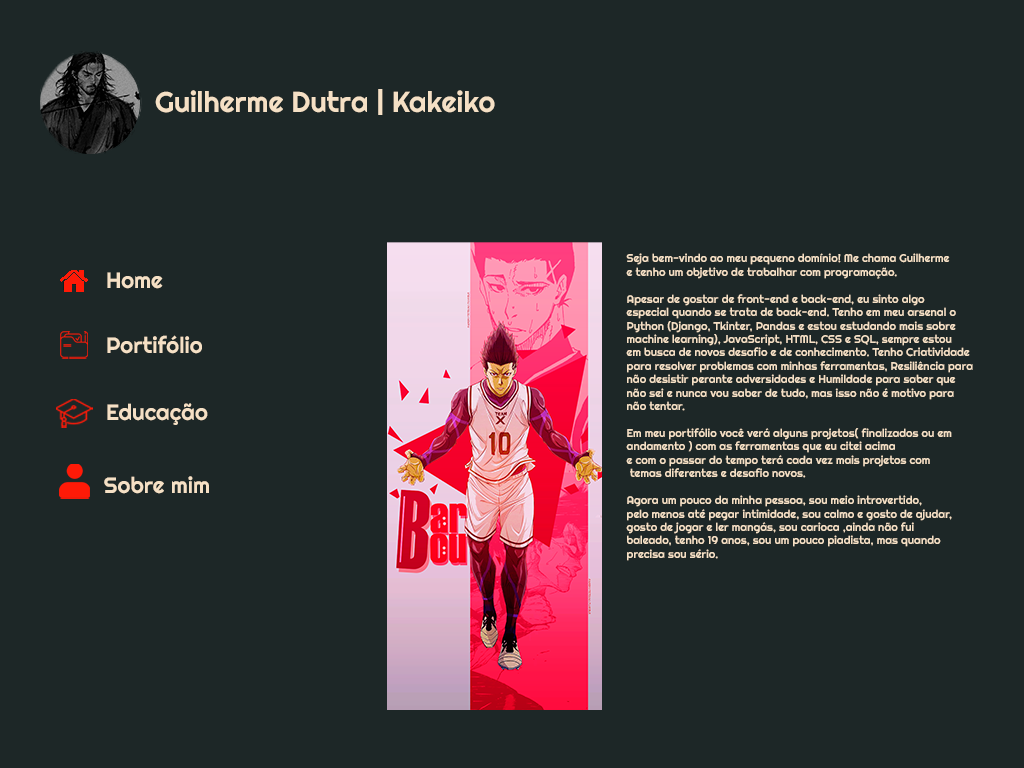 Guilherme Dutra | Kakeiko
Home
Portifólio
Educação
Sobre mim
TEAM
X
10
Bar
ou
Seja bem-vindo ao meu pequeno domínio! Me chama Guilherme
e tenho um objetivo de trabalhar com programação.
Apesar de gostar de front-end e back-end, eu sinto algo
especial quando se trata de back-end. Tenho em meu arsenal o
Python (Django, Tkinter, Pandas e estou estudando mais sobre
machine learning), JavaScript, HTML, CSS e SQL, sempre estou
em busca de novos desafio e de conhecimento. Tenho Criatividade
para resolver problemas com minhas ferramentas, Resiliência para
não desistir perante adversidades e Humildade para saber que
não sei e nunca vou saber de tudo, mas isso não é motivo para
não tentar.
Em meu portifólio você verá alguns projetos( finalizados ou em
andamento ) com as ferramentas que eu citei acima
e com o passar do tempo terá cada vez mais projetos com
temas diferentes e desafio novos.
Agora um pouco da minha pessoa, sou meio introvertido,
pelo menos até pegar intimidade, sou calmo e gosto de ajudar,
gosto de jogar e ler mangás, sou carioca ,ainda não fui
baleado, tenho 19 anos, sou um pouco piadista, mas quando
precisa sou sério.